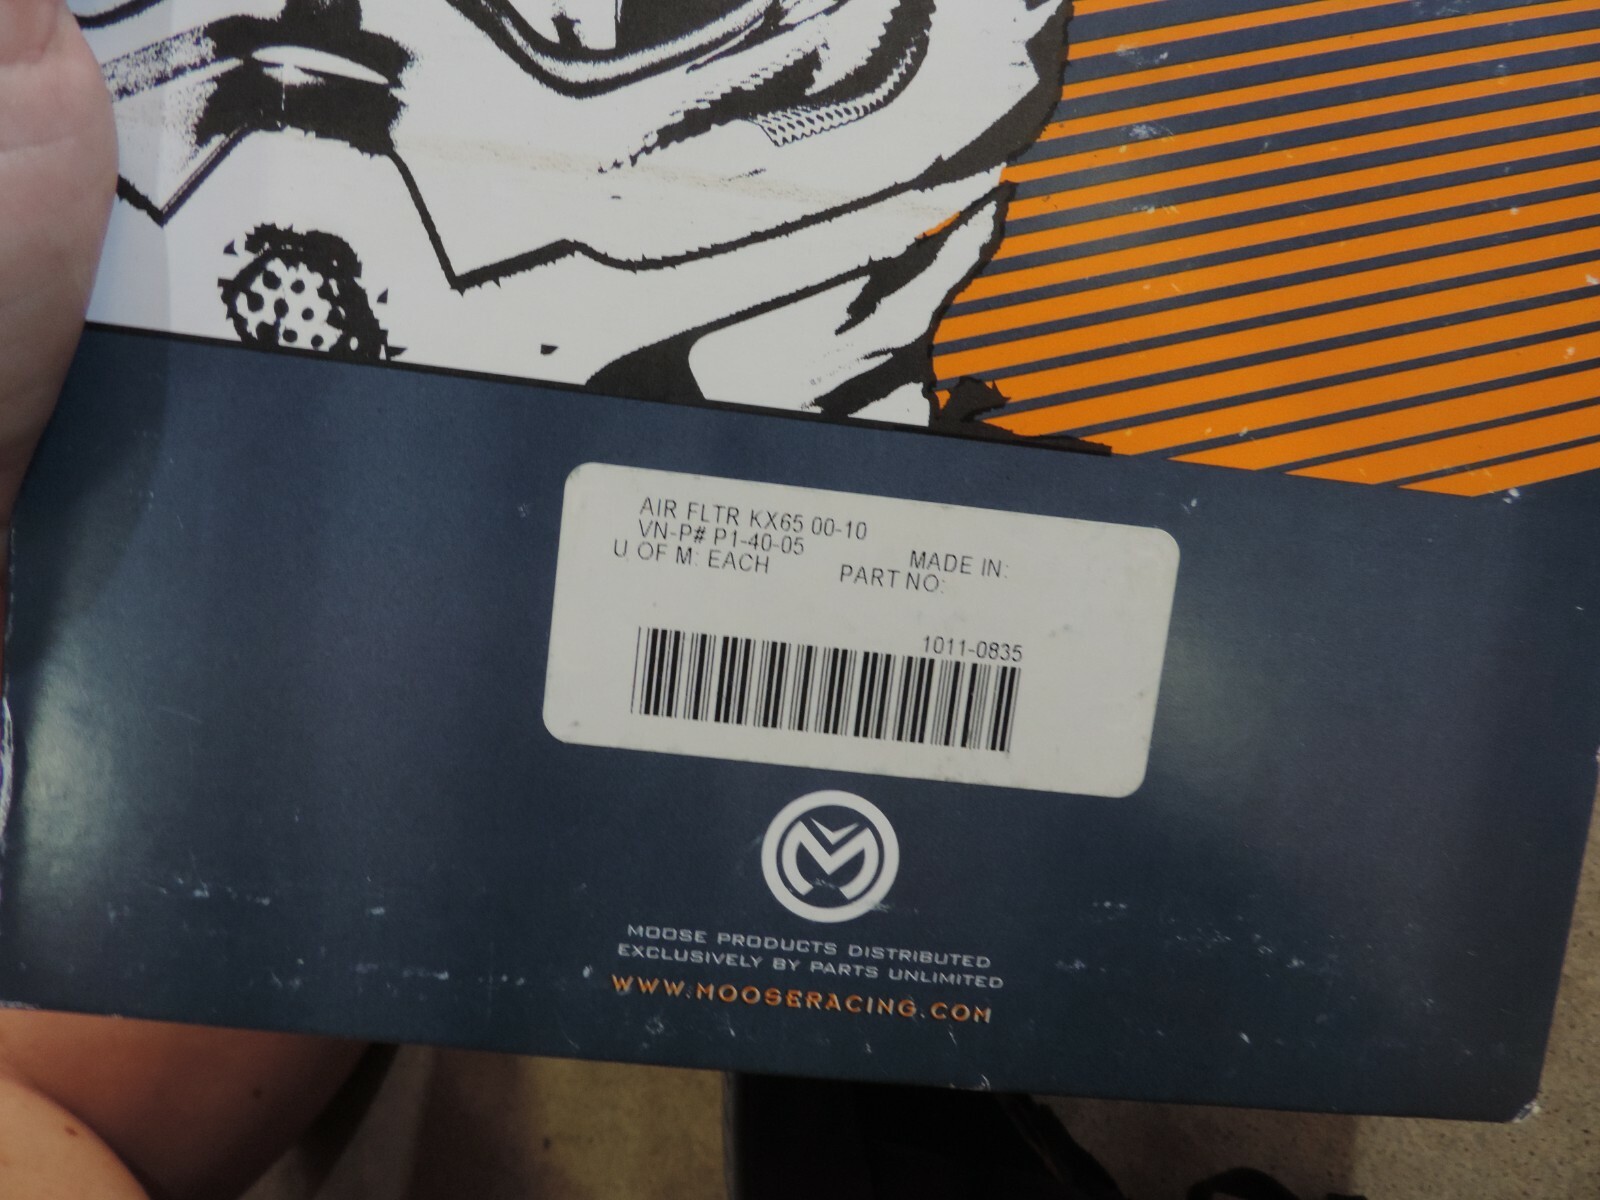 AIR FLTR KX65 00-10
VN-P# P1-40-05
U OF M: EACH
MADE IN:
PART NO:
1011-0835
MOOSE PRODUCTS DISTRIBUTED
EXCLUSIVELY BY PARTS UNLIMITED
WWW.MOOSERACING.COM